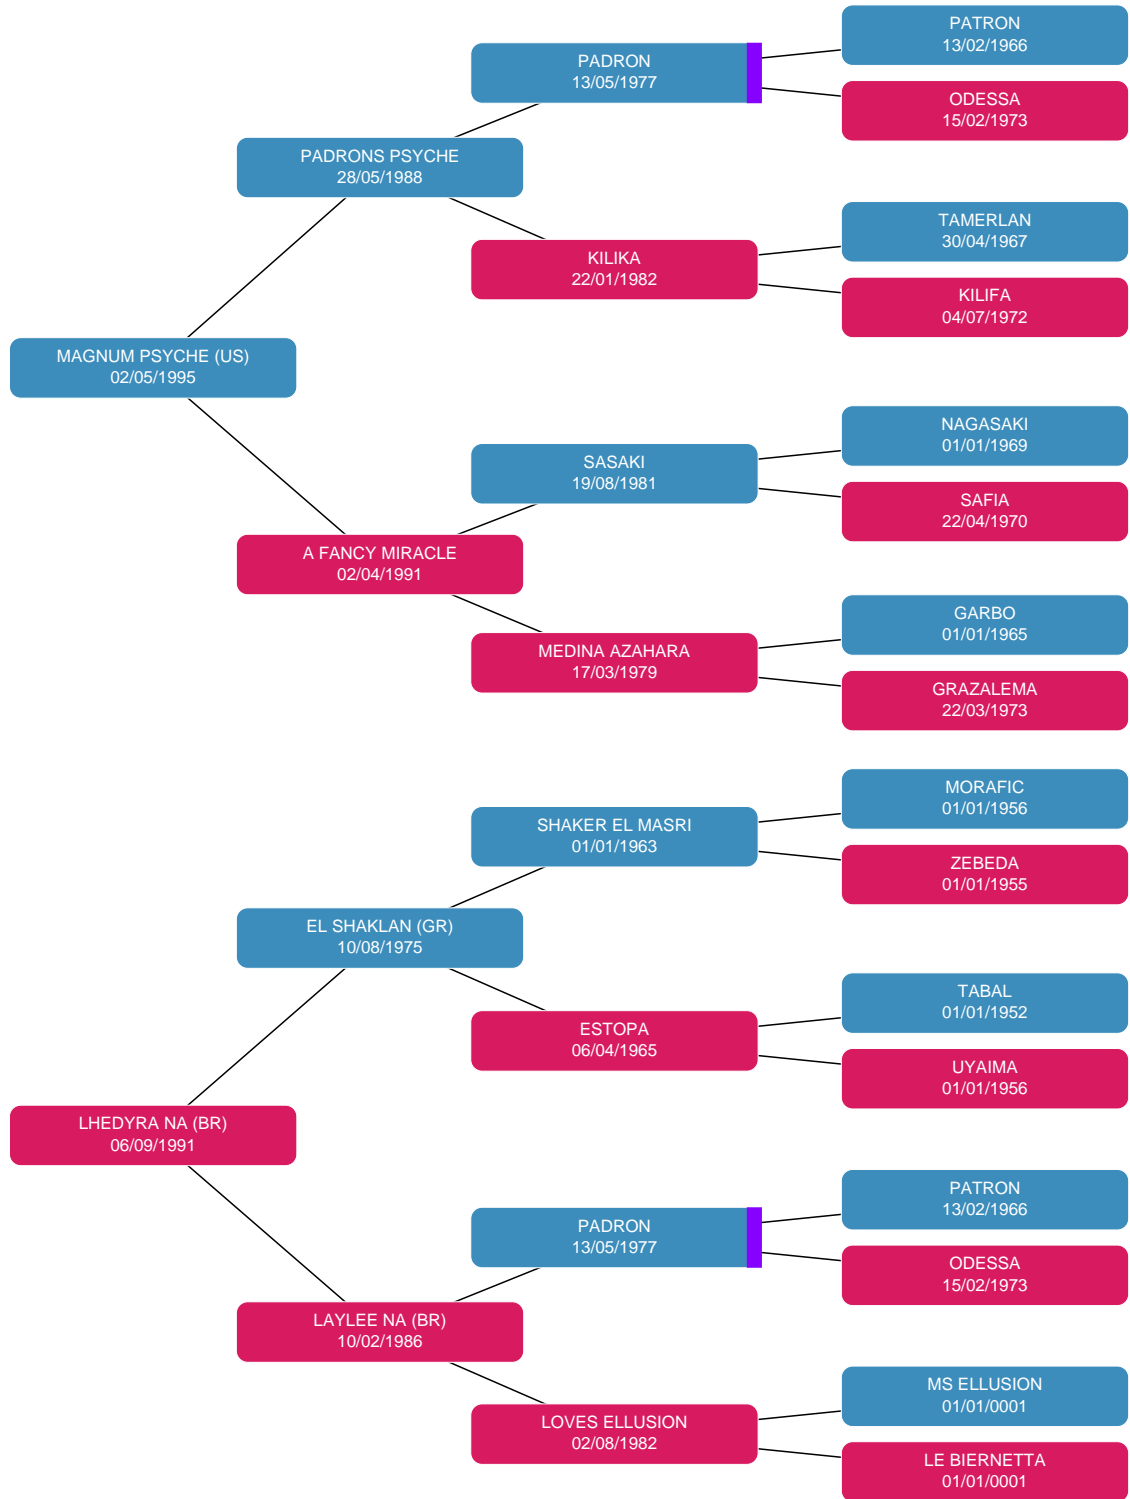 PATRON
13/02/1966
PADRON
13/05/1977
ODESSA
15/02/1973
PADRONS PSYCHE
28/05/1988
TAMERLAN
30/04/1967
KILIKA
22/01/1982
KILIFA
04/07/1972
MAGNUM PSYCHE (US)
02/05/1995
NAGASAKI
01/01/1969
SASAKI
19/08/1981
SAFIA
22/04/1970
A FANCY MIRACLE
02/04/1991
GARBO
01/01/1965
MEDINA AZAHARA
17/03/1979
GRAZALEMA
22/03/1973
MORAFIC
01/01/1956
SHAKER EL MASRI
01/01/1963
ZEBEDA
01/01/1955
EL SHAKLAN (GR)
10/08/1975
TABAL
01/01/1952
ESTOPA
06/04/1965
UYAIMA
01/01/1956
LHEDYRA NA (BR)
06/09/1991
PATRON
13/02/1966
PADRON
13/05/1977
ODESSA
15/02/1973
LAYLEE NA (BR)
10/02/1986
MS ELLUSION
01/01/0001
LOVES ELLUSION
02/08/1982
LE BIERNETTA
01/01/0001